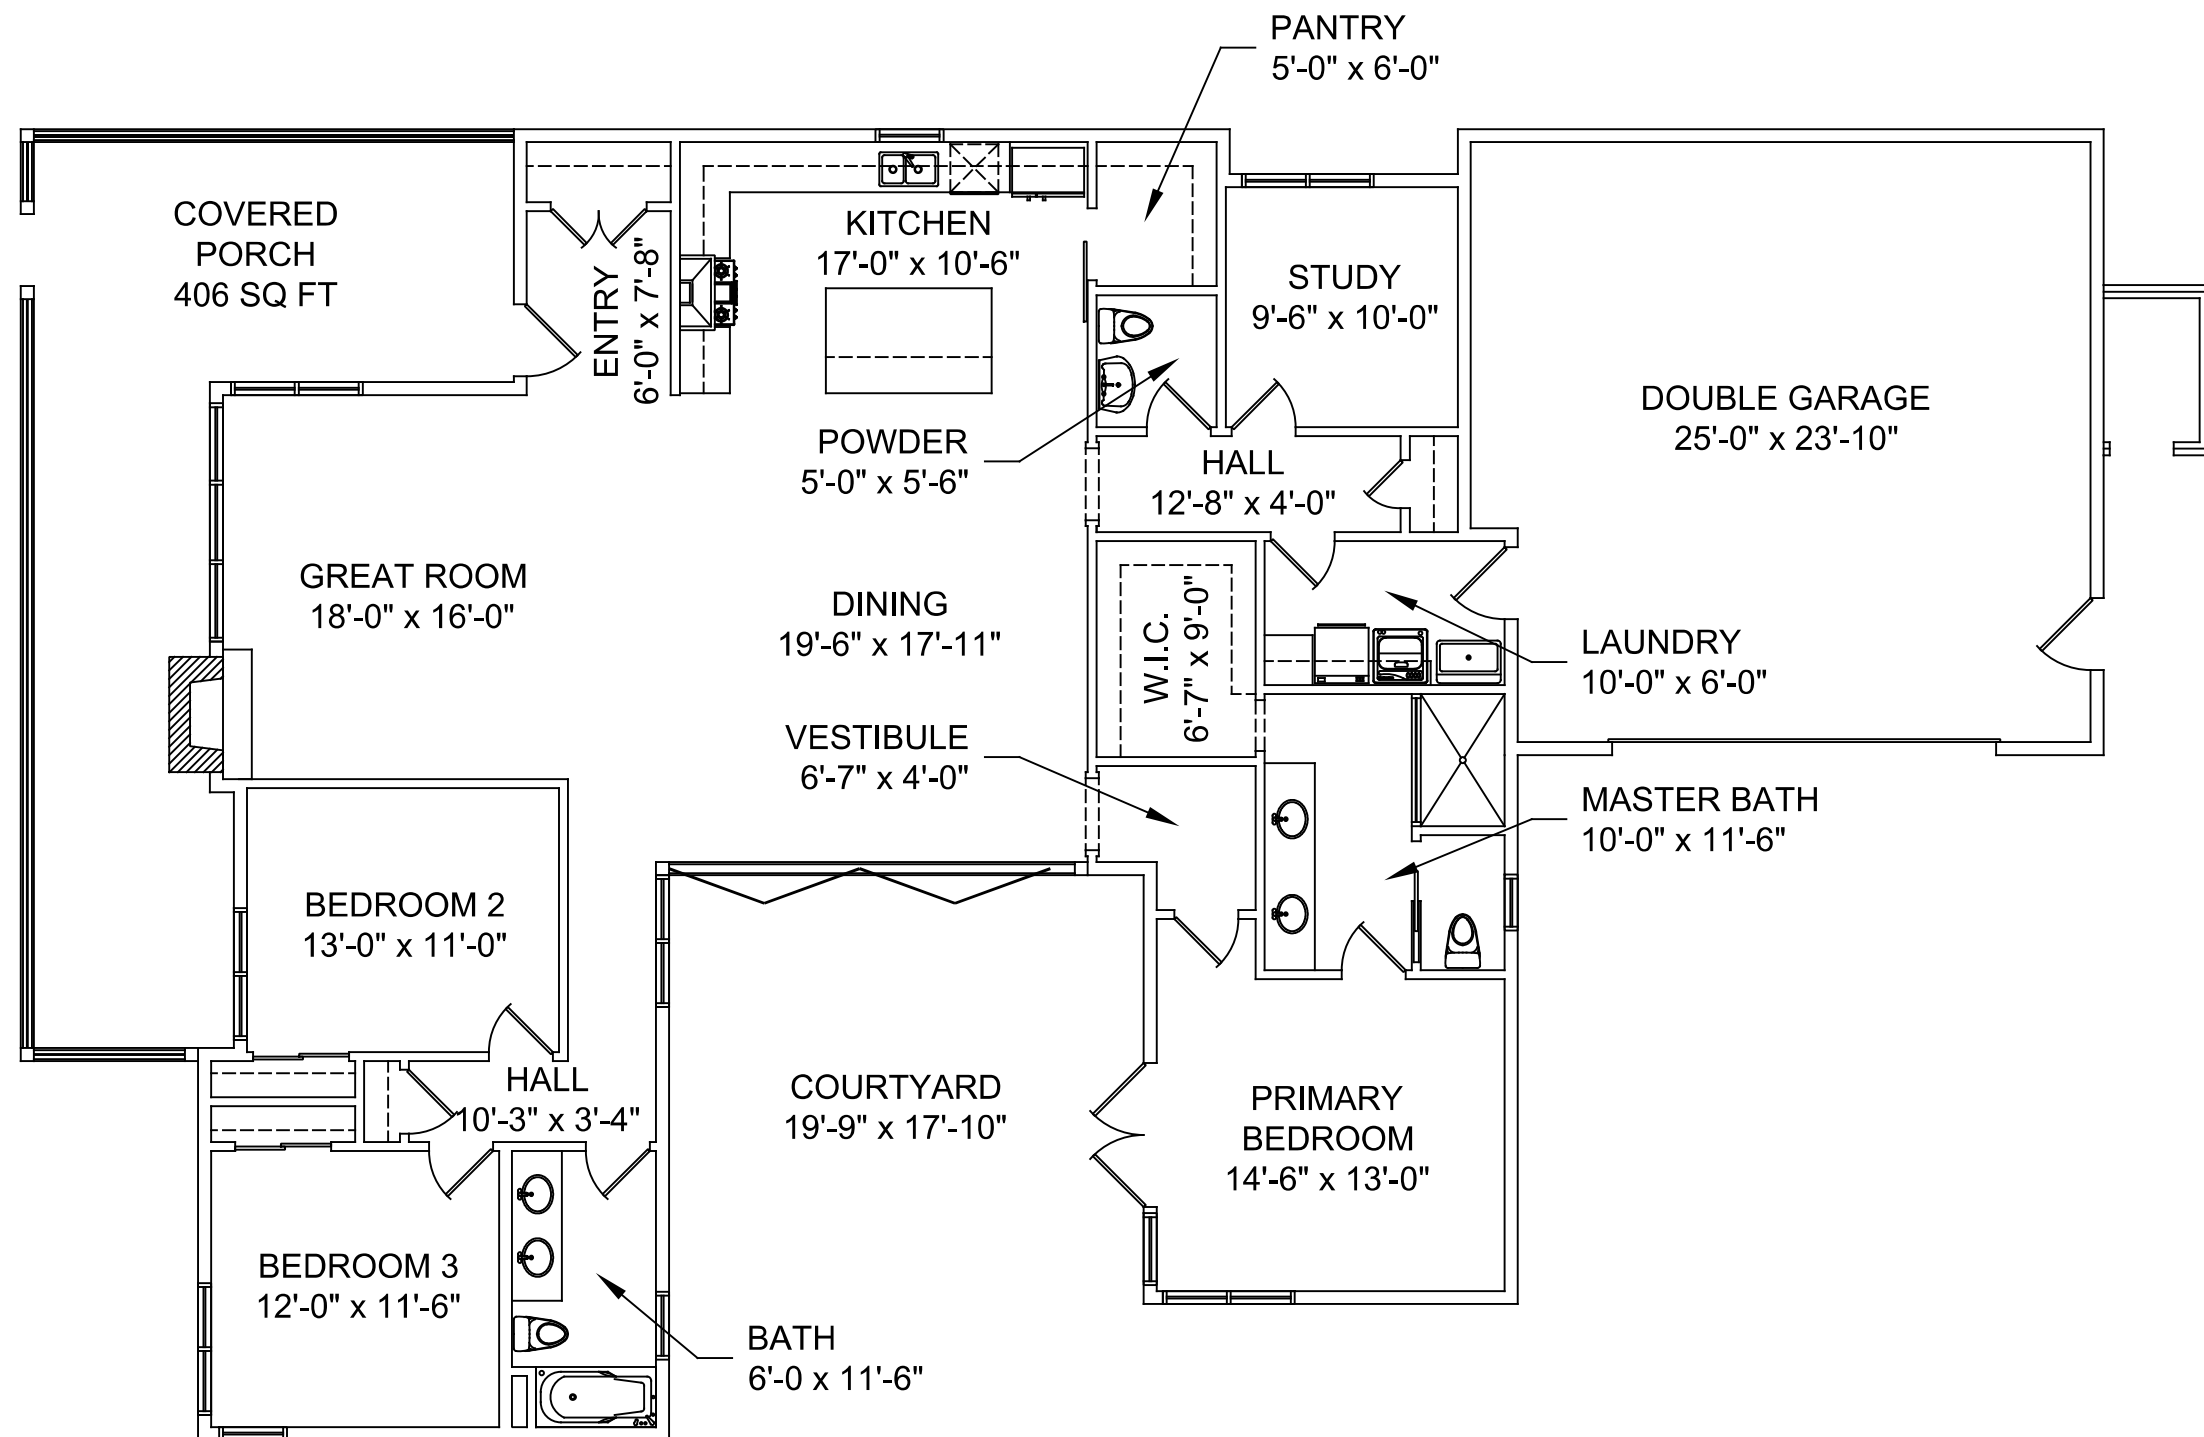 PANTRY
5'-0" x 6'-0"
COVERED
PORCH
406 SQ FT
ENTRY
6'-0" x 7'-8"
KITCHEN
17'-0" x 10'-6"
STUDY
9'-6" x 10'-0"
DOUBLE GARAGE
25'-0" x 23'-10"
POWDER
5'-0" x 5'-6"
HALL
12'-8" x 4'-0"
GREAT ROOM
18'-0" x 16'-0"
DINING
19'-6" x 17'-11"
W.I.C.
6'-7" x 9'-0"
LAUNDRY
10'-0" x 6'-0"
VESTIBULE
6'-7" x 4'-0"
MASTER BATH
10'-0" x 11'-6"
BEDROOM 2
13'-0" x 11'-0"
HALL
10'-3" x 3'-4"
COURTYARD
19'-9" x 17'-10"
PRIMARY
BEDROOM
14'-6" x 13'-0"
BEDROOM 3
12'-0" x 11'-6"
BATH
6'-0 x 11'-6"